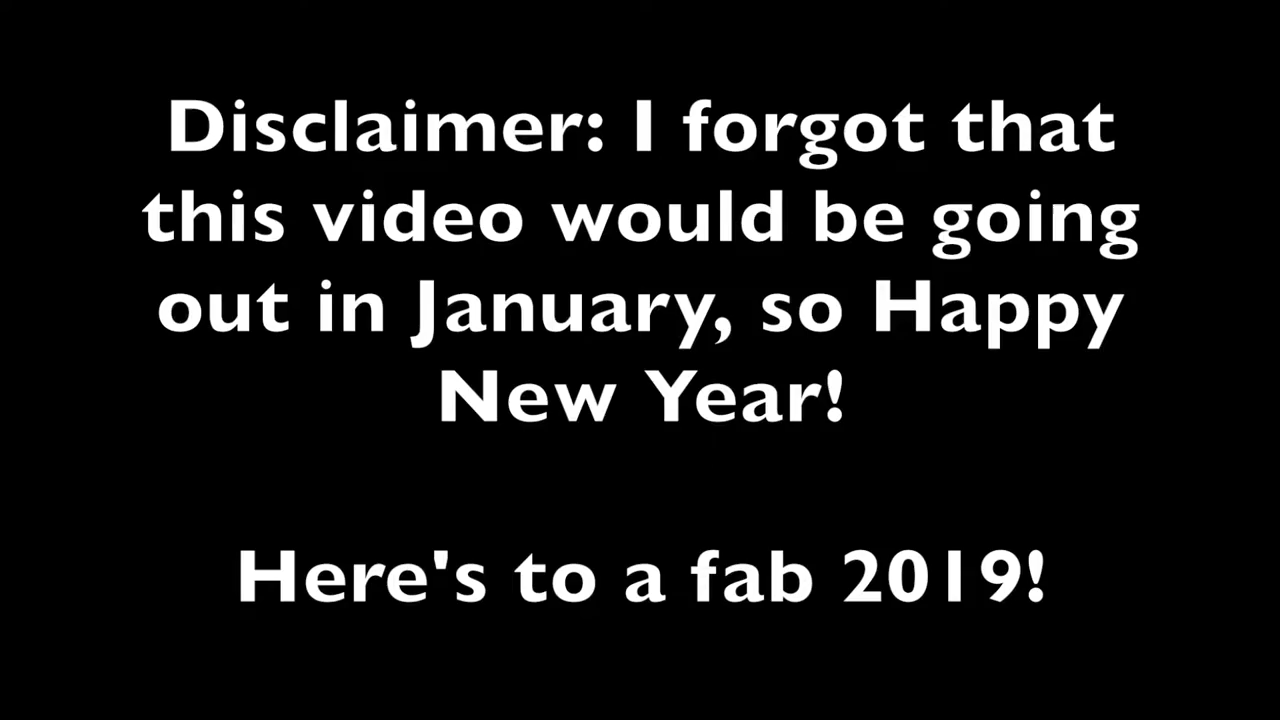 Disclaimer: I forgot that
this video would be going
out in January, so Happy
New Year!
Here's to a fab 2019!